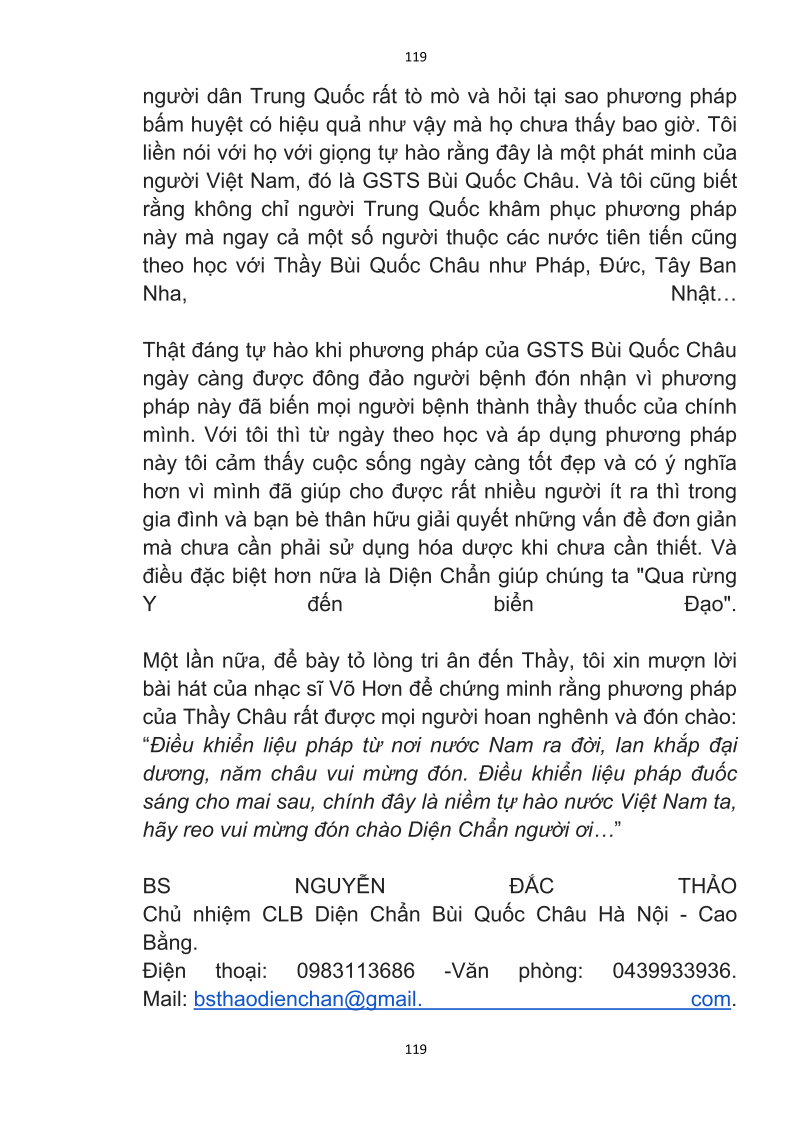 119
người dân Trung Quốc rất tò mò và hỏi tại sao phương pháp
bấm huyệt có hiệu quả như vậy mà họ chưa thấy bao giờ. Tôi
liền nói với họ với giọng tự hào rằng đây là một phát minh của
người Việt Nam, đó là GSTS Bùi Quốc Châu. Và tôi cũng biết
rằng không chỉ người Trung Quốc khâm phục phương pháp
này mà ngay cả một số người thuộc các nước tiên tiến cũng
theo học với Thầy Bùi Quốc Châu như Pháp, Đức, Tây Ban
Nha, Nhật…
Thật đáng tự hào khi phương pháp của GSTS Bùi Quốc Châu
ngày càng được đông đảo người bệnh đón nhận vì phương
pháp này đã biến mọi người bệnh thành thầy thuốc của chính
mình. Với tôi thì từ ngày theo học và áp dụng phương pháp
này tôi cảm thấy cuộc sống ngày càng tốt đẹp và có ý nghĩa
hơn vì mình đã giúp cho được rất nhiều người ít ra thì trong
gia đình và bạn bè thân hữu giải quyết những vấn đề đơn giản
mà chưa cần phải sử dụng hóa dược khi chưa cần thiết. Và
điều đặc biệt hơn nữa là Diện Chẩn giúp chúng ta "Qua rừng
Y đến biển Đạo".
Một lần nữa, để bày tỏ lòng tri ân đến Thầy, tôi xin mượn lời
bài hát của nhạc sĩ Võ Hơn để chứng minh rằng phương pháp
của Thầy Châu rất được mọi người hoan nghênh và đón chào:
“Điều khiển liệu pháp từ nơi nước Nam ra đời, lan khắp đại
dương, năm châu vui mừng đón. Điều khiển liệu pháp đuốc
sáng cho mai sau, chính đây là niềm tự hào nước Việt Nam ta,
hãy reo vui mừng đón chào Diện Chẩn người ơi…”
BS NGUYỄN ĐẮC THẢO
Chủ nhiệm CLB Diện Chẩn Bùi Quốc Châu Hà Nội - Cao
Bằng.
Điện thoại: 0983113686 -Văn phòng: 0439933936.
Mail: bsthaodienchan@gmail. com.
119